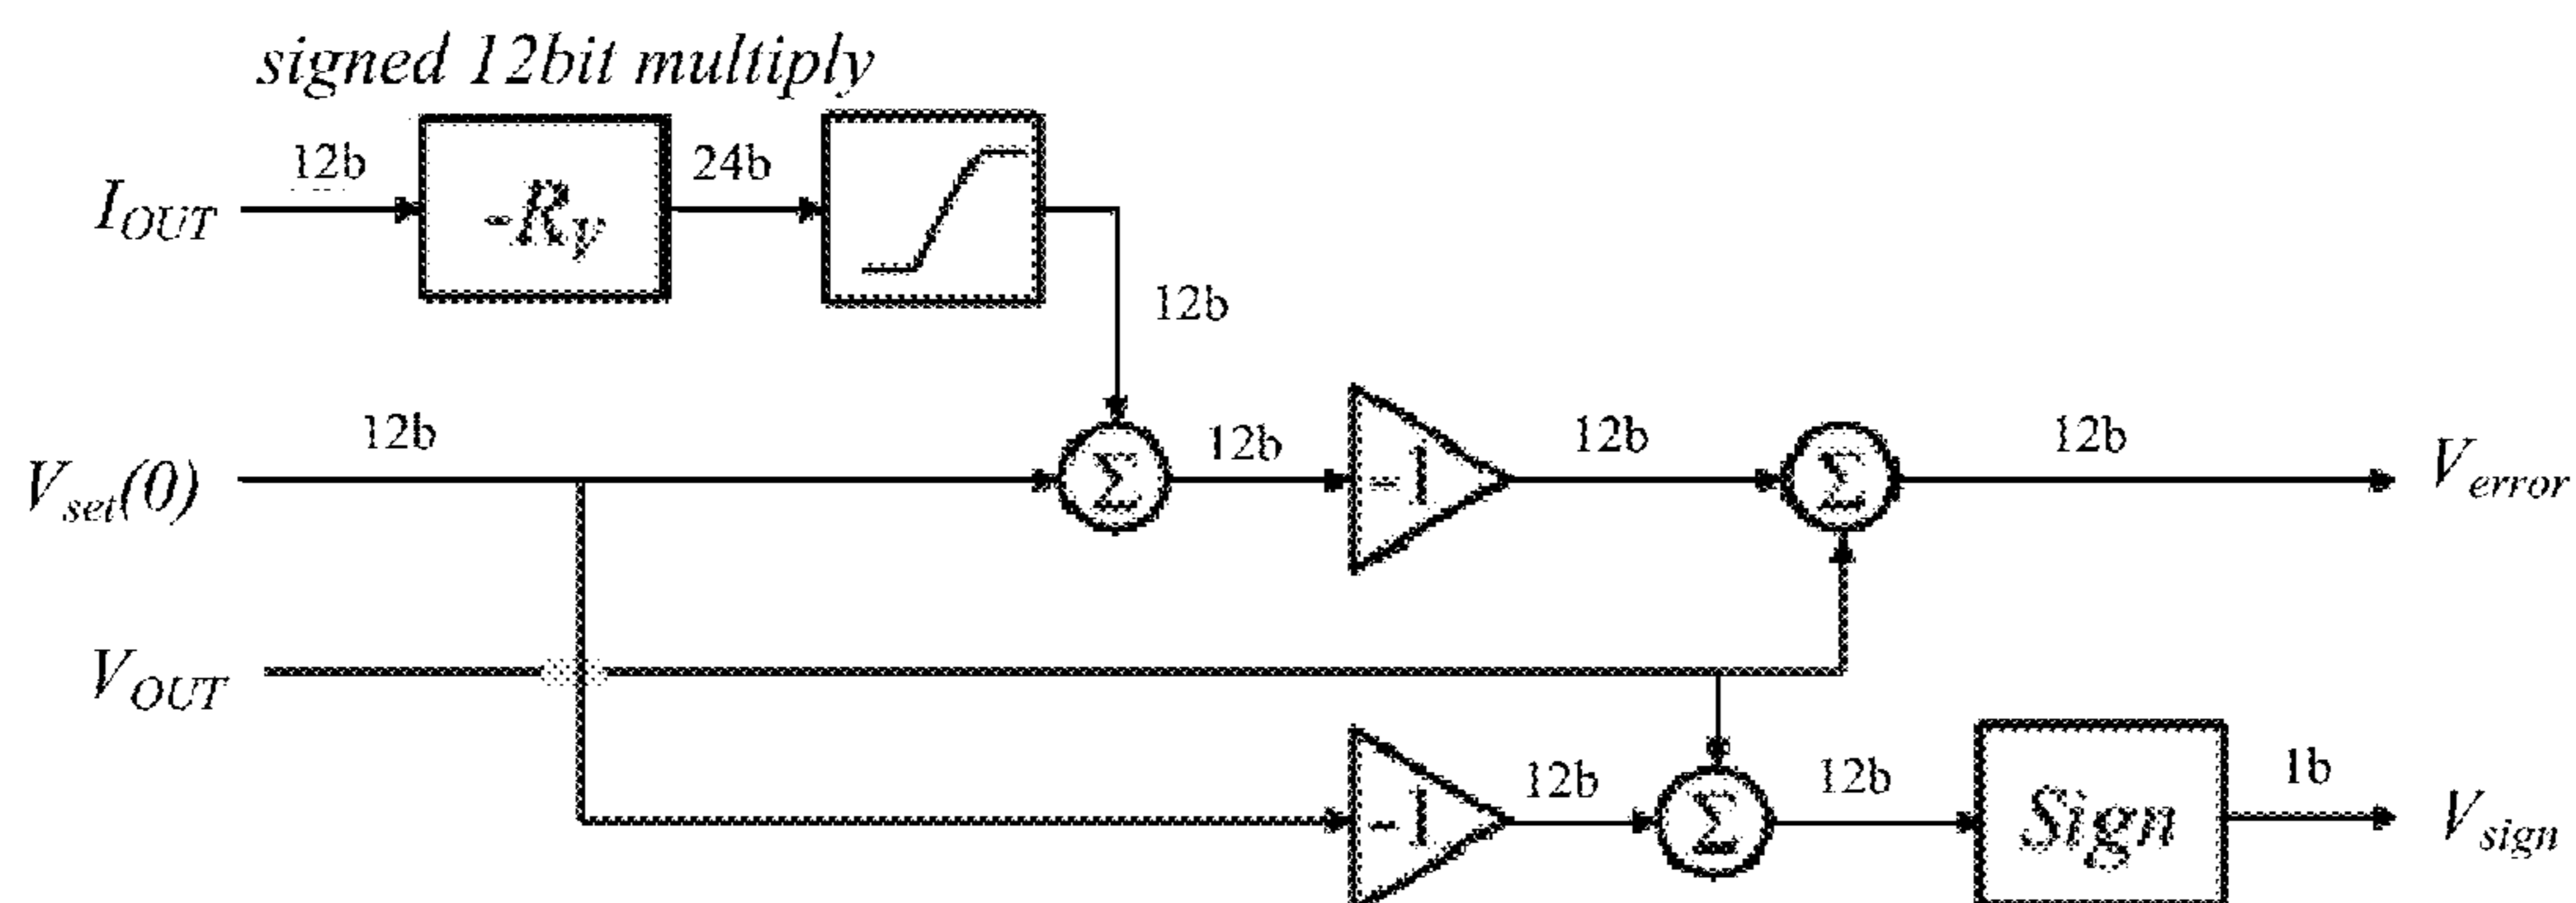 signed 12bit multiply
I_OUT 12b -R_v 24b
12b
V_set(0) 12b Σ 12b -1 12b Σ 12b V_error
V_OUT
-1 12b Σ 12b Sign 1b V_sign